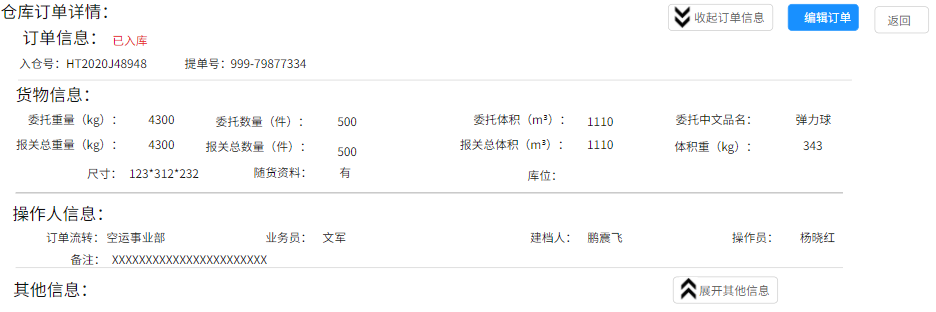 仓库订单详情：
收起订单信息 编辑订单 返回
订单信息： 已入库
入仓号：HT2020J48948 提单号：999-79877334
货物信息：
委托重量（kg）： 4300 委托数量（件）： 500 委托体积（m³）： 1110 委托中文品名： 弹力球
报关总重量（kg）： 4300 报关总数量（件）： 500 报关总体积（m³）： 1110 体积重（kg）： 343
尺寸： 123*312*232 随货资料： 有 库位：
操作人信息：
订单流转： 空运事业部 业务员： 文军 建档人： 鹏震飞 操作员： 杨晓红
备注： XXXXXXXXXXXXXXXXXXXXXXX
其他信息： 展开其他信息